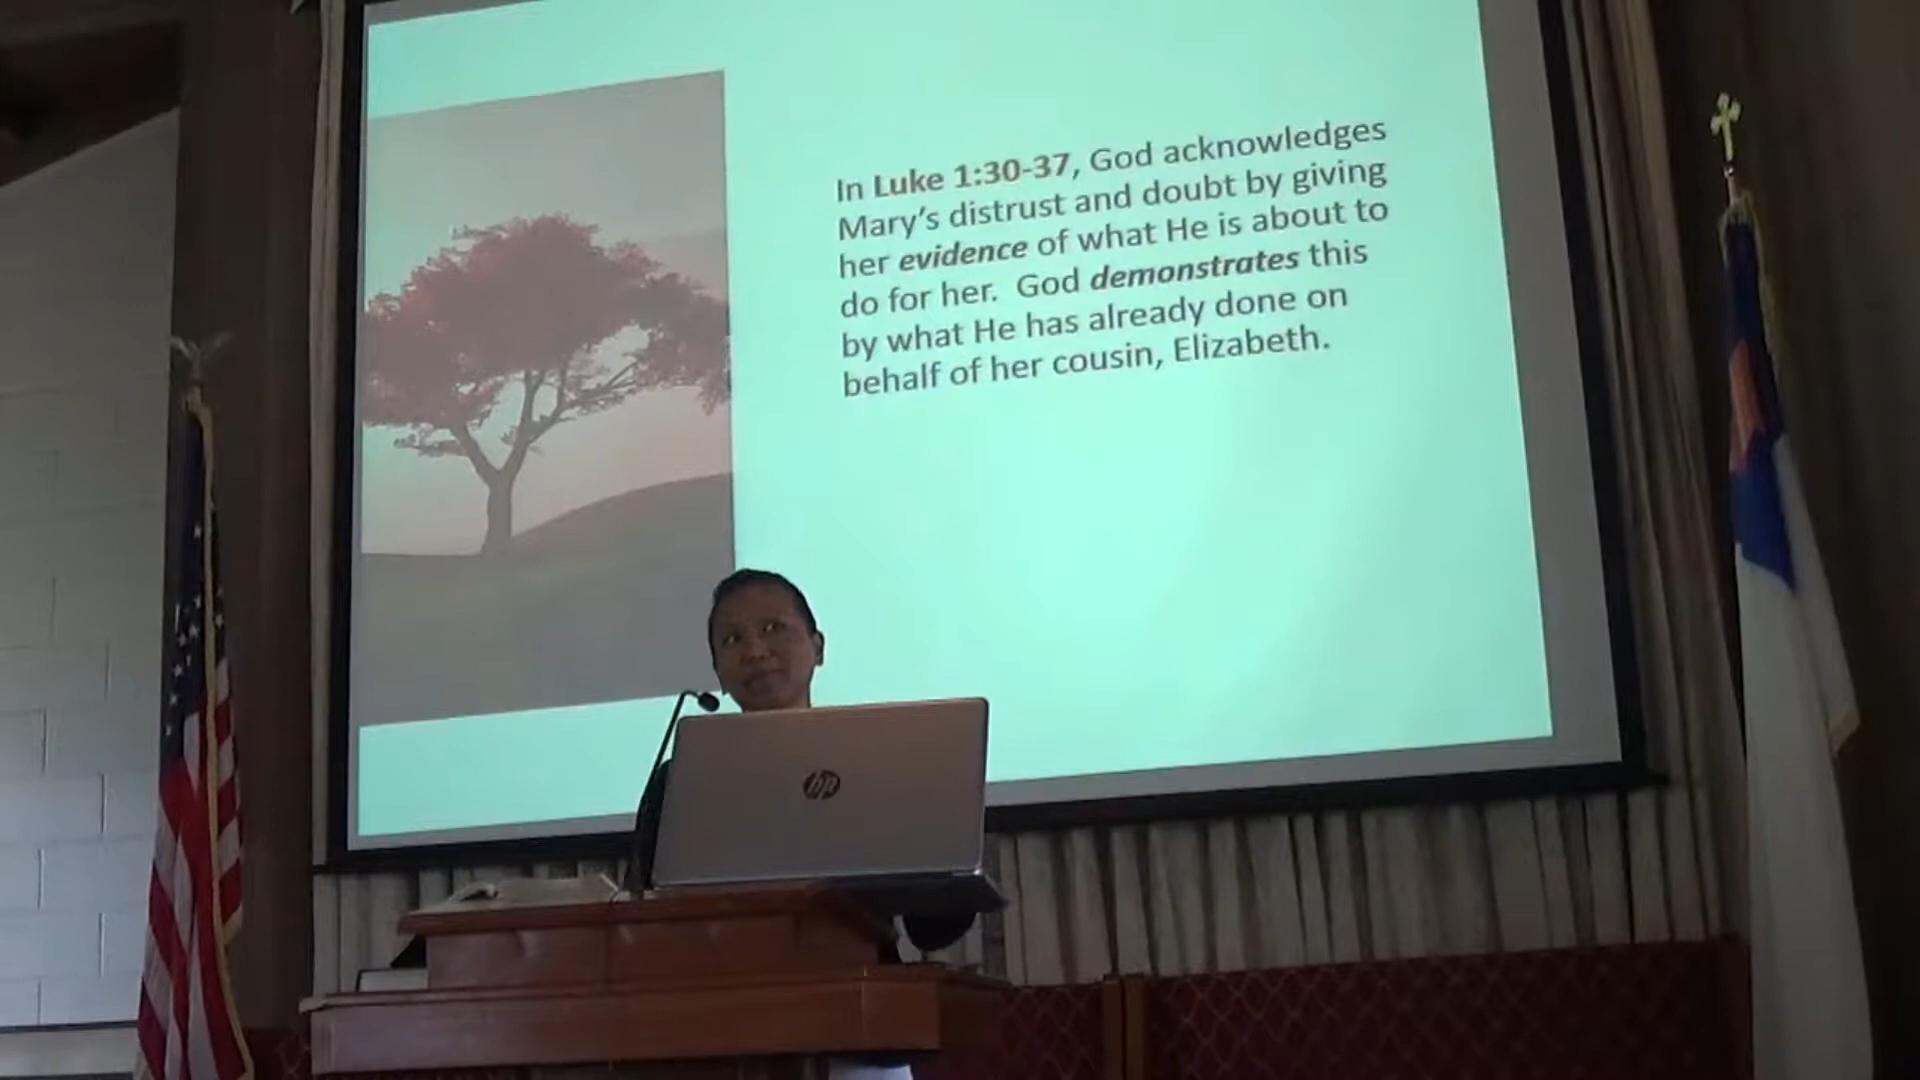 In Luke 1:30-37, God acknowledges
Mary's distrust and doubt by giving
her evidence of what He is about to
do for her. God demonstrates this
by what He has already done on
behalf of her cousin, Elizabeth.
hp